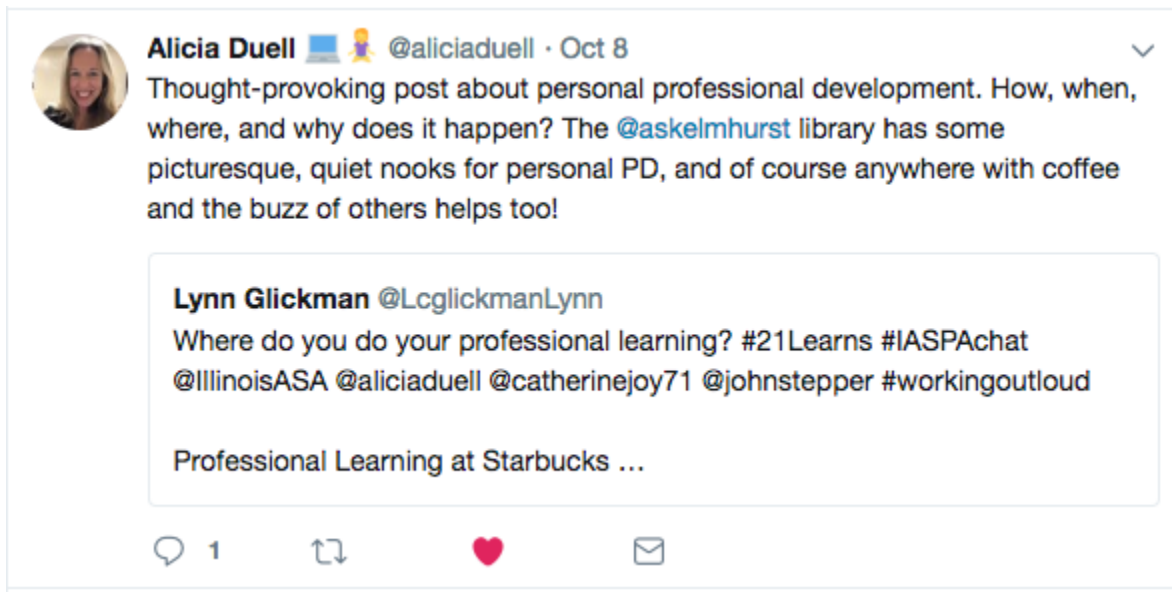 Alicia Duell 💻🧘‍♀️ @aliciaduell · Oct 8
Thought-provoking post about personal professional development. How, when,
where, and why does it happen? The @askelmhurst library has some
picturesque, quiet nooks for personal PD, and of course anywhere with coffee
and the buzz of others helps too!
Lynn Glickman @LcglickmanLynn
Where do you do your professional learning? #21Learns #IASPAchat
@IllinoisASA @aliciaduell @catherinejoy71 @johnstepper #workingoutloud
Professional Learning at Starbucks …
1